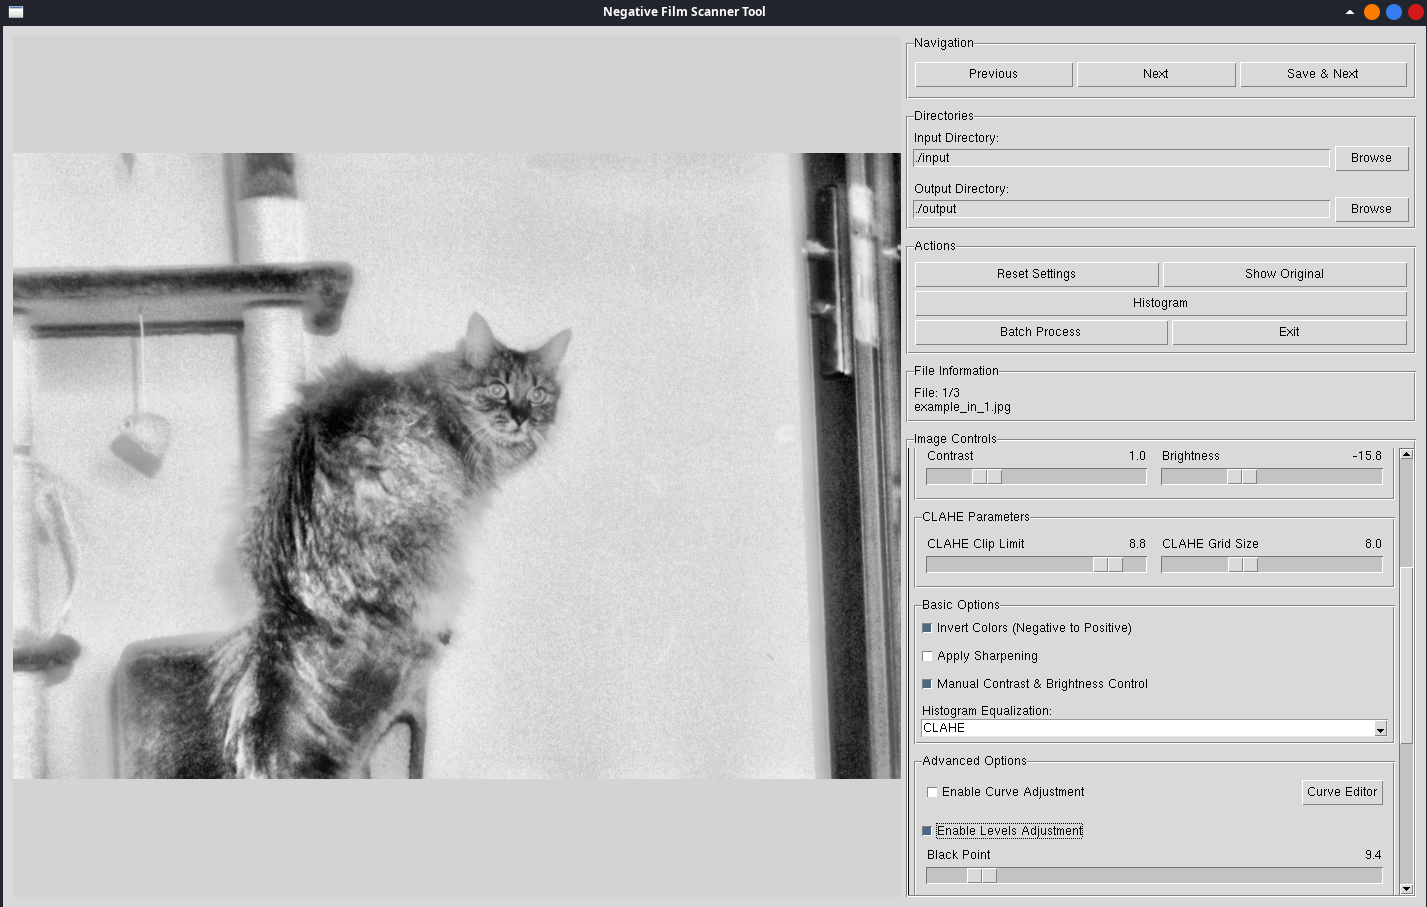 Negative Film Scanner Tool
Navigation
Previous Next Save & Next
Directories
Input Directory:
./input Browse
Output Directory:
./output Browse
Actions
Reset Settings Show Original
Histogram
Batch Process Exit
File Information
File: 1/3
example_in_1.jpg
Image Controls
Contrast 1.0 Brightness -15.8
CLAHE Parameters
CLAHE Clip Limit 8.8 CLAHE Grid Size 8.0
Basic Options
Invert Colors (Negative to Positive)
Apply Sharpening
Manual Contrast & Brightness Control
Histogram Equalization:
CLAHE
Advanced Options
Enable Curve Adjustment Curve Editor
Enable Levels Adjustment
Black Point 9.4